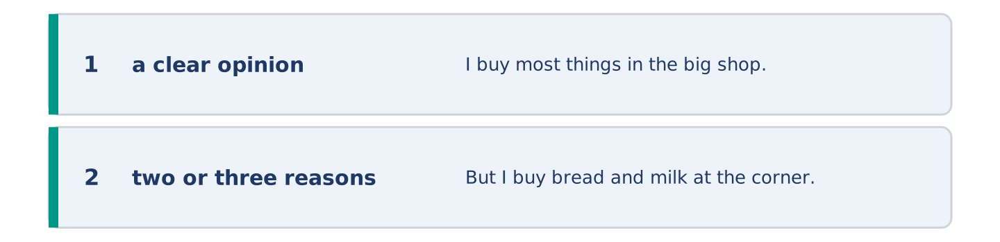 1 a clear opinion I buy most things in the big shop.
2 two or three reasons But I buy bread and milk at the corner.